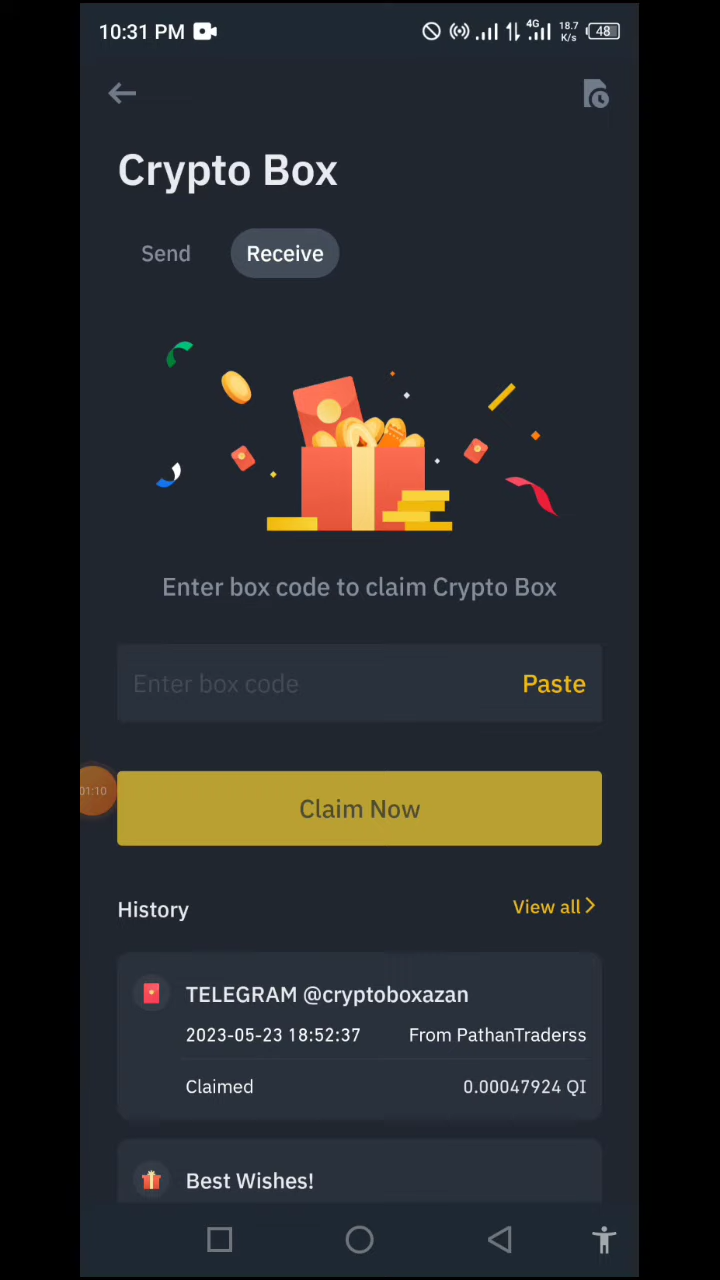 10:31 PM 4G 18.7 K/s 48
Crypto Box
Send Receive
Enter box code to claim Crypto Box
Enter box code Paste
01:10
Claim Now
History View all
TELEGRAM @cryptoboxazan
2023-05-23 18:52:37 From PathanTraderss
Claimed 0.00047924 QI
Best Wishes!